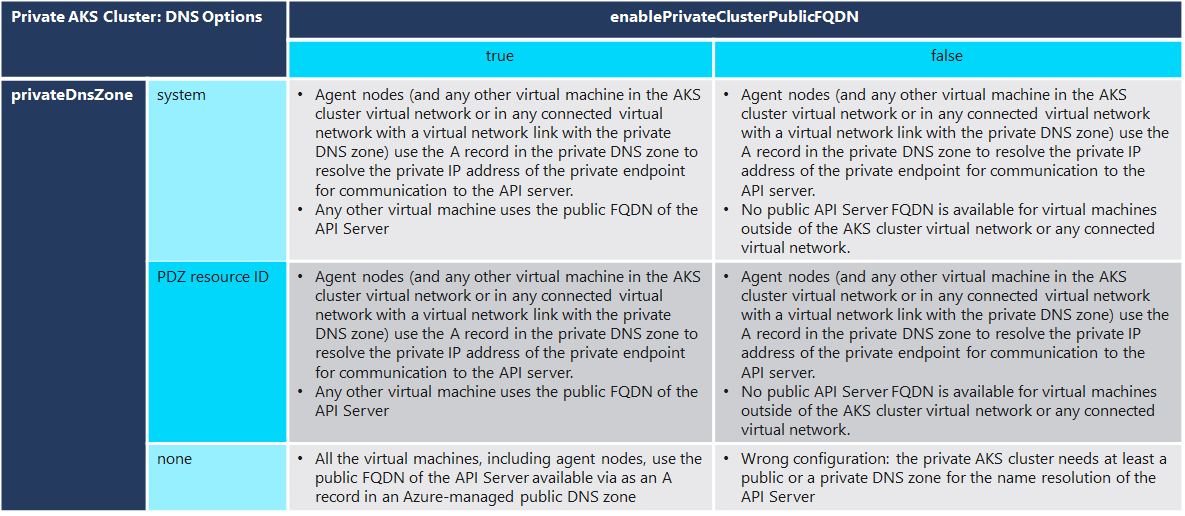 Private AKS Cluster: DNS Options
enablePrivateClusterPublicFQDN
true
false
privateDnsZone
system
• Agent nodes (and any other virtual machine in the AKS
cluster virtual network or in any connected virtual
network with a virtual network link with the private
DNS zone) use the A record in the private DNS zone to
resolve the private IP address of the private endpoint
for communication to the API server.
• Any other virtual machine uses the public FQDN of the
API Server
• Agent nodes (and any other virtual machine in the AKS
cluster virtual network or in any connected virtual network
with a virtual network link with the private DNS zone) use the
A record in the private DNS zone to resolve the private IP
address of the private endpoint for communication to the
API server.
• No public API Server FQDN is available for virtual machines
outside of the AKS cluster virtual network or any connected
virtual network.
PDZ resource ID
• Agent nodes (and any other virtual machine in the AKS
cluster virtual network or in any connected virtual
network with a virtual network link with the private
DNS zone) use the A record in the private DNS zone to
resolve the private IP address of the private endpoint
for communication to the API server.
• Any other virtual machine uses the public FQDN of the
API Server
• Agent nodes (and any other virtual machine in the AKS
cluster virtual network or in any connected virtual network
with a virtual network link with the private DNS zone) use the
A record in the private DNS zone to resolve the private IP
address of the private endpoint for communication to the
API server.
• No public API Server FQDN is available for virtual machines
outside of the AKS cluster virtual network or any connected
virtual network.
none
• All the virtual machines, including agent nodes, use the
public FQDN of the API Server available via as an A
record in an Azure-managed public DNS zone
• Wrong configuration: the private AKS cluster needs at least a
public or a private DNS zone for the name resolution of the
API Server